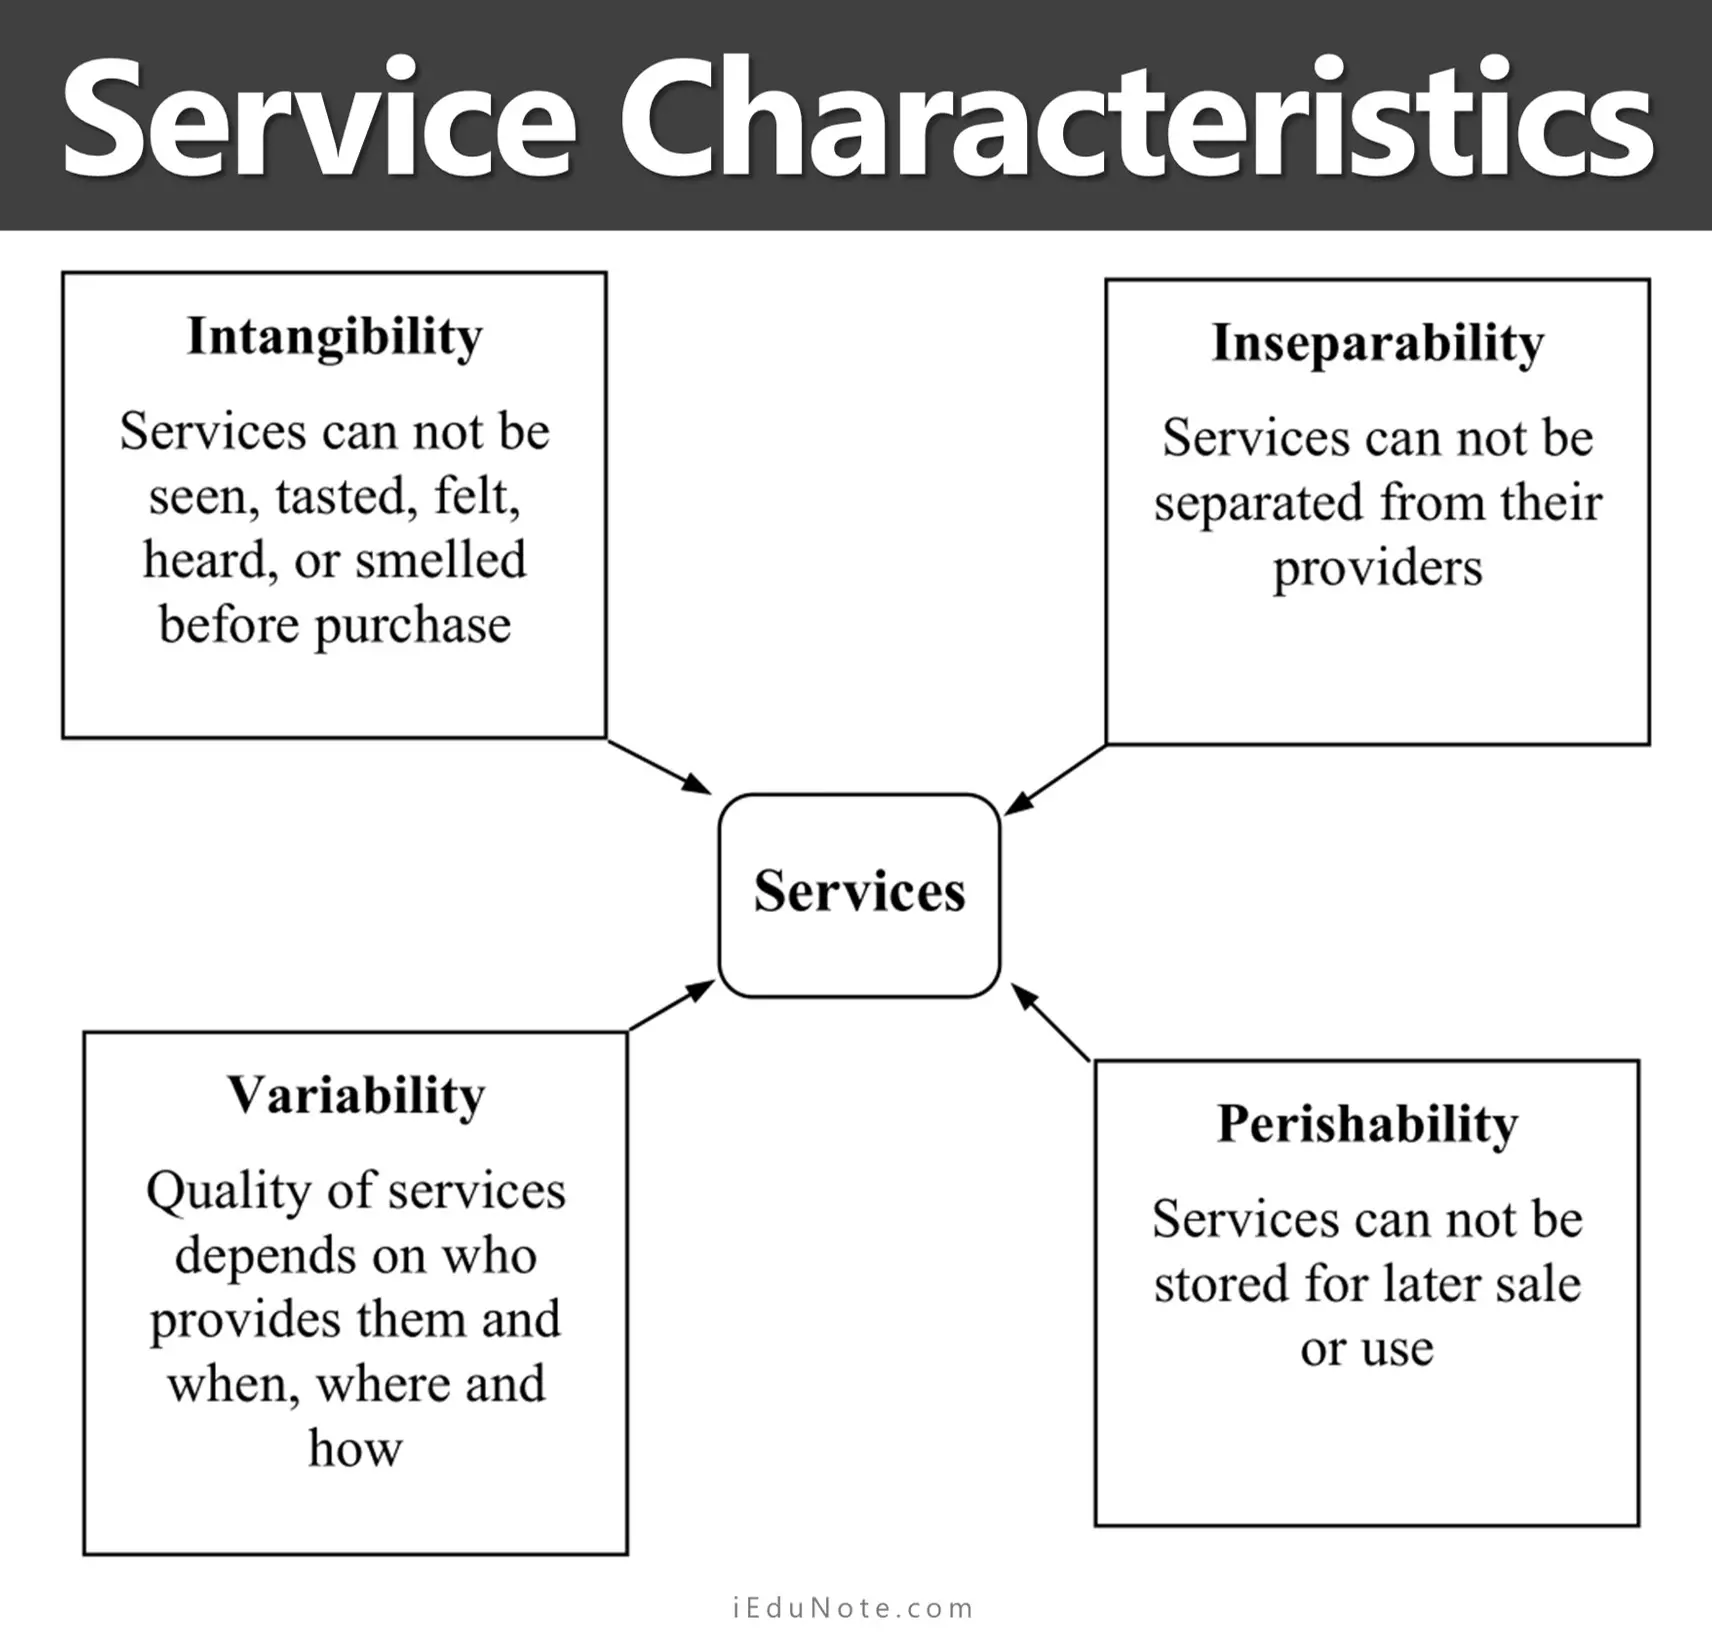 Service Characteristics
Intangibility
Services can not be
seen, tasted, felt,
heard, or smelled
before purchase
Inseparability
Services can not be
separated from their
providers
Services
Variability
Quality of services
depends on who
provides them and
when, where and
how
Perishability
Services can not be
stored for later sale
or use
iEduNote.com